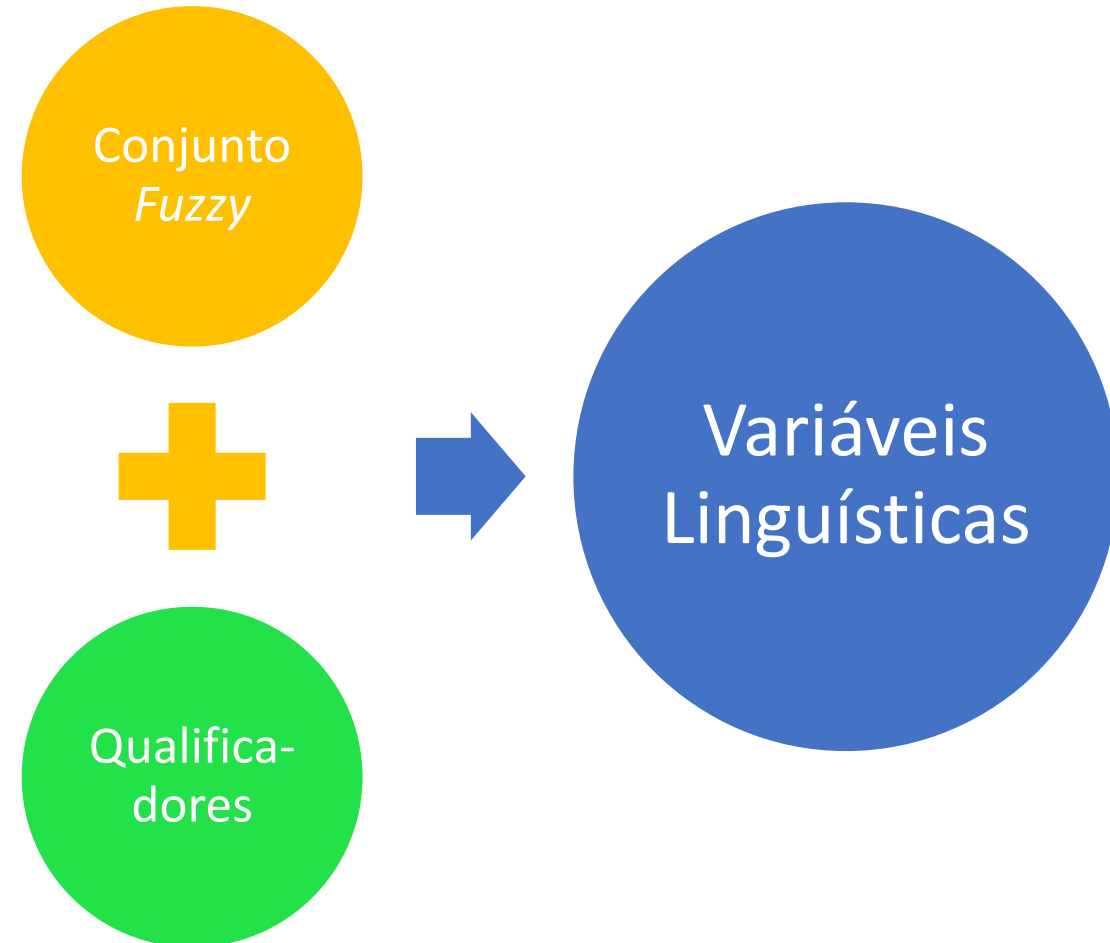 Conjunto
Fuzzy
Qualifica-
dores
Variáveis
Linguísticas